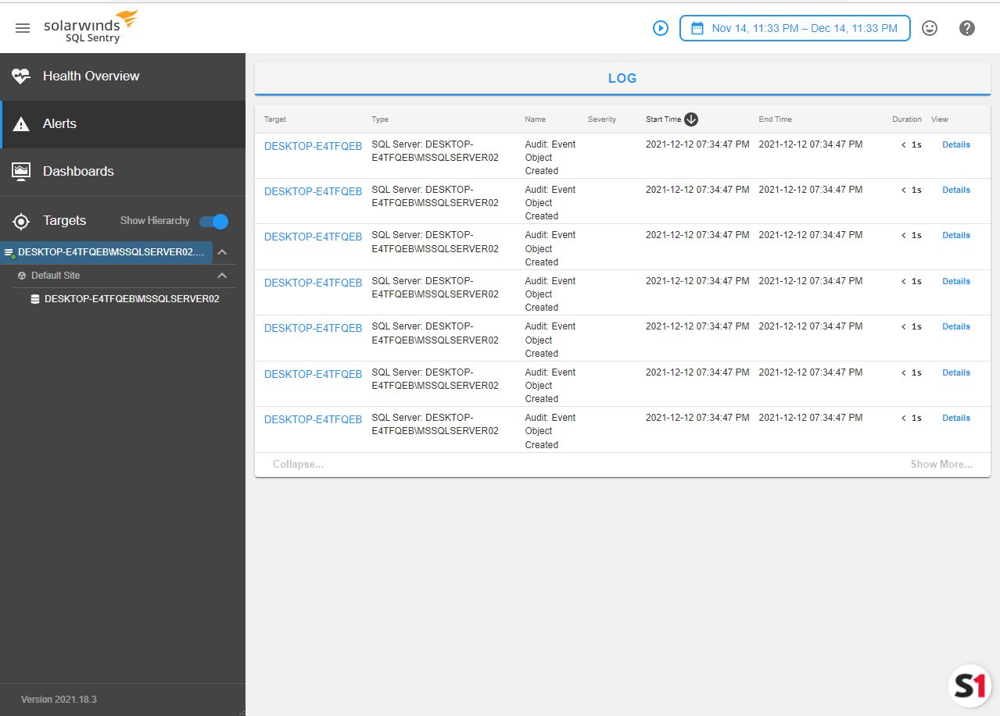 solarwinds
SQL Sentry
Nov 14, 11:33 PM – Dec 14, 11:33 PM
Health Overview
Alerts
Dashboards
Targets Show Hierarchy
DESKTOP-E4TFQEB\MSSQLSERVER02....
Default Site
DESKTOP-E4TFQEB\MSSQLSERVER02
Version 2021.18.3
LOG
Target Type Name Severity Start Time End Time Duration View
DESKTOP-E4TFQEB SQL Server: DESKTOP- Audit: Event 2021-12-12 07:34:47 PM 2021-12-12 07:34:47 PM < 1s Details
E4TFQEB\MSSQLSERVER02 Object
Created
DESKTOP-E4TFQEB SQL Server: DESKTOP- Audit: Event 2021-12-12 07:34:47 PM 2021-12-12 07:34:47 PM < 1s Details
E4TFQEB\MSSQLSERVER02 Object
Created
DESKTOP-E4TFQEB SQL Server: DESKTOP- Audit: Event 2021-12-12 07:34:47 PM 2021-12-12 07:34:47 PM < 1s Details
E4TFQEB\MSSQLSERVER02 Object
Created
DESKTOP-E4TFQEB SQL Server: DESKTOP- Audit: Event 2021-12-12 07:34:47 PM 2021-12-12 07:34:47 PM < 1s Details
E4TFQEB\MSSQLSERVER02 Object
Created
DESKTOP-E4TFQEB SQL Server: DESKTOP- Audit: Event 2021-12-12 07:34:47 PM 2021-12-12 07:34:47 PM < 1s Details
E4TFQEB\MSSQLSERVER02 Object
Created
DESKTOP-E4TFQEB SQL Server: DESKTOP- Audit: Event 2021-12-12 07:34:47 PM 2021-12-12 07:34:47 PM < 1s Details
E4TFQEB\MSSQLSERVER02 Object
Created
DESKTOP-E4TFQEB SQL Server: DESKTOP- Audit: Event 2021-12-12 07:34:47 PM 2021-12-12 07:34:47 PM < 1s Details
E4TFQEB\MSSQLSERVER02 Object
Created
Collapse... Show More...
S1